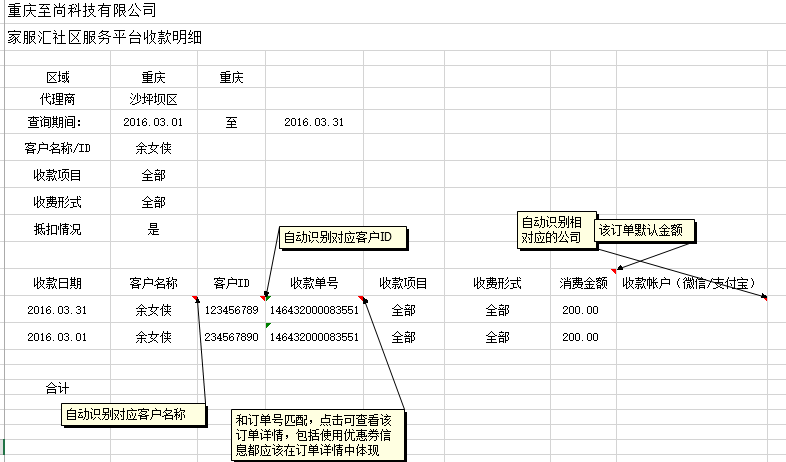 重庆至尚科技有限公司
家服汇社区服务平台收款明细
区域 重庆 重庆
代理商 沙坪坝区
查询期间: 2016.03.01 至 2016.03.31
客户名称/ID 余女侠
收款项目 全部
收费形式 全部
抵扣情况 是
自动识别对应客户ID
自动识别相
对应的公司
该订单默认金额
收款日期 客户名称 客户ID 收款单号 收款项目 收费形式 消费金额 收款帐户（微信/支付宝）
2016.03.31 余女侠 123456789 146432000083551 全部 全部 200.00
2016.03.01 余女侠 234567890 146432000083551 全部 全部 200.00
合计
自动识别对应客户名称
和订单号匹配，点击可查看该
订单详情，包括使用优惠券信
息都应该在订单详情中体现